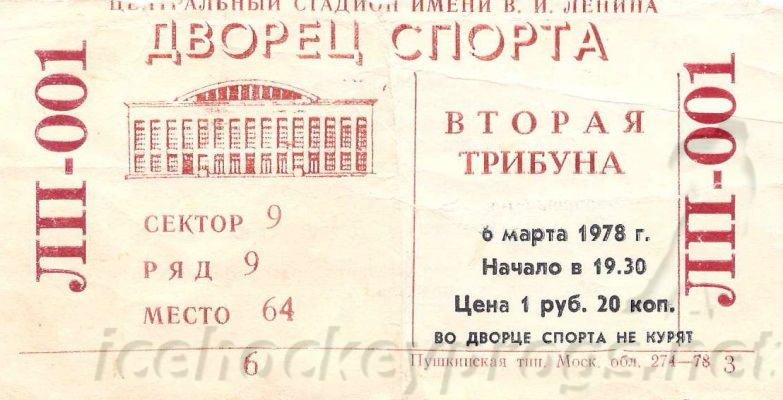 ЦЕНТРАЛЬНЫЙ СТАДИОН ИМЕНИ В. И. ЛЕНИНА
ДВОРЕЦ СПОРТА
ЛП-001
ВТОРАЯ
ТРИБУНА
СЕКТОР 9
РЯД 9
МЕСТО 64
6 марта 1978 г.
Начало в 19.30
Цена 1 руб. 20 коп.
ВО ДВОРЦЕ СПОРТА НЕ КУРЯТ
ЛП-001
6
Пушкинская тип. Моск. обл. 274—78 3
icehockeyprogs.net